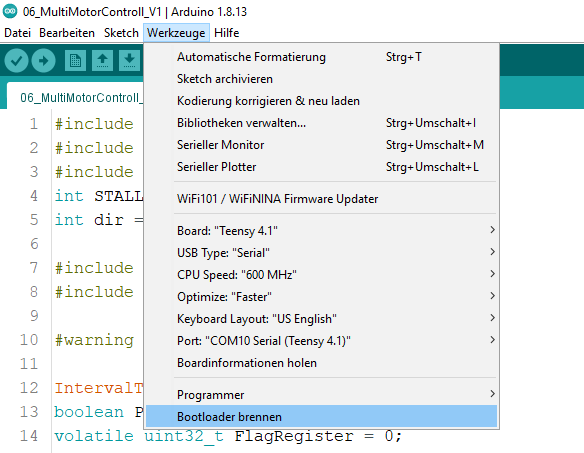 06_MultiMotorControll_V1 | Arduino 1.8.13
Datei Bearbeiten Sketch Werkzeuge Hilfe
06_MultiMotorControll_
Automatische Formatierung Strg+T
Sketch archivieren
Kodierung korrigieren & neu laden
Bibliotheken verwalten... Strg+Umschalt+I
Serieller Monitor Strg+Umschalt+M
Serieller Plotter Strg+Umschalt+L
WiFi101 / WiFiNINA Firmware Updater
Board: "Teensy 4.1"
USB Type: "Serial"
CPU Speed: "600 MHz"
Optimize: "Faster"
Keyboard Layout: "US English"
Port: "COM10 Serial (Teensy 4.1)"
Boardinformationen holen
Programmer
Bootloader brennen
1 #include
2 #include
3 #include
4 int STALL
5 int dir =
6
7 #include
8 #include
9
10 #warning
11
12 IntervalT
13 boolean P
14 volatile uint32_t FlagRegister = 0;